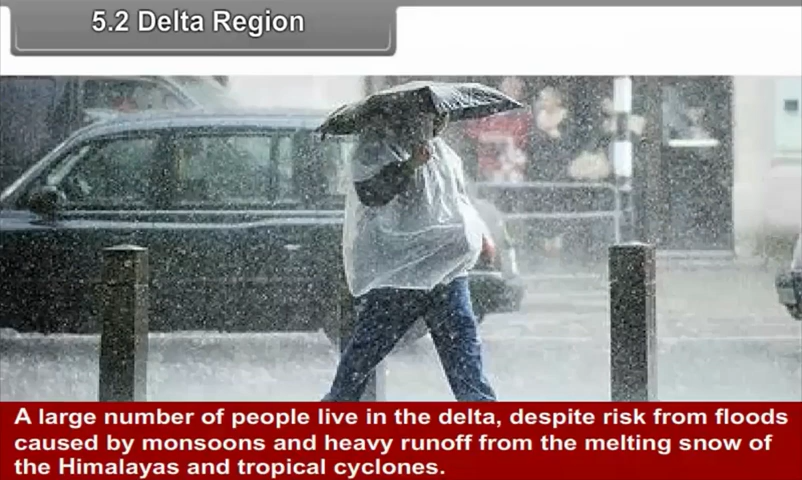 5.2 Delta Region
A large number of people live in the delta, despite risk from floods
caused by monsoons and heavy runoff from the melting snow of
the Himalayas and tropical cyclones.